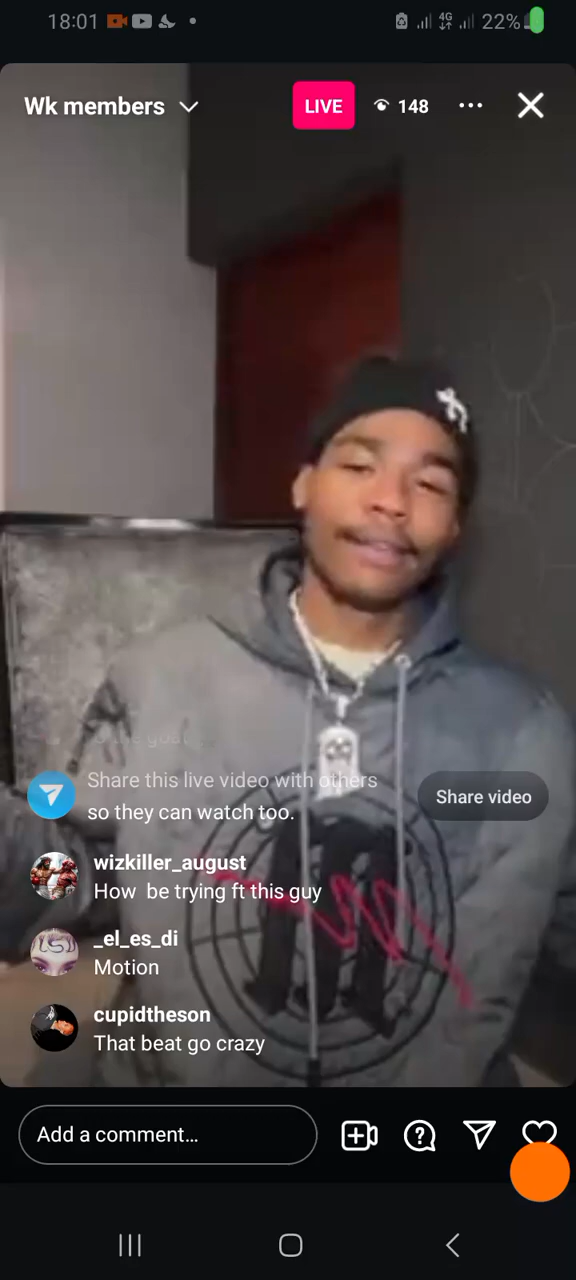 18:01
4G
22%
Wk members
LIVE
148
Share this live video with others
so they can watch too.
Share video
wizkiller_august
How be trying ft this guy
_el_es_di
Motion
cupidtheson
That beat go crazy
Add a comment…